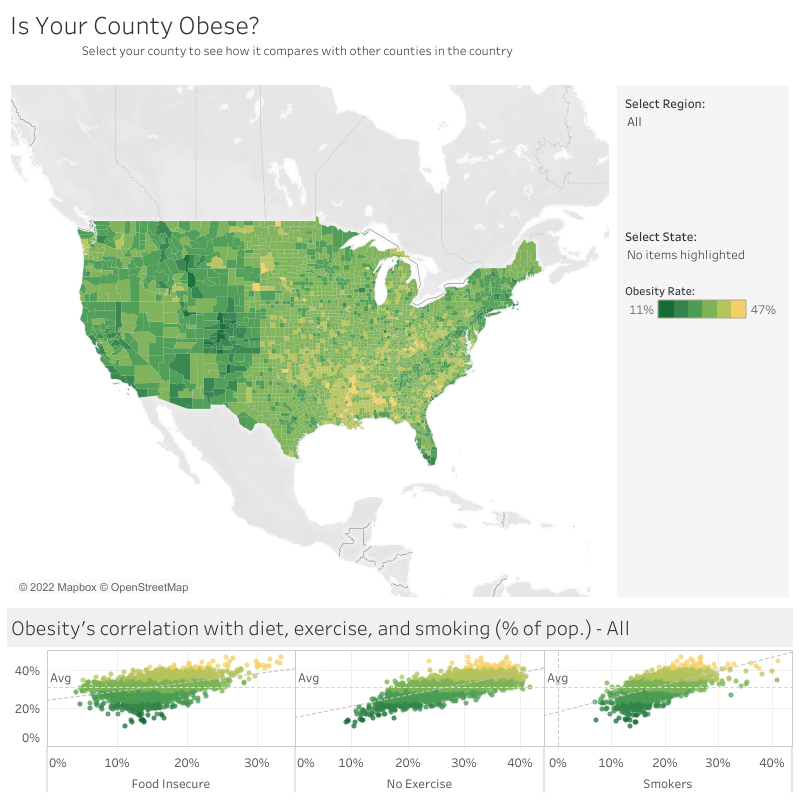 Is Your County Obese?
Select your county to see how it compares with other counties in the country
Select Region:
All
Select State:
No items highlighted
Obesity Rate:
11% 47%
© 2022 Mapbox © OpenStreetMap
Obesity's correlation with diet, exercise, and smoking (% of pop.) - All
40%
20%
0%
Avg
Avg
Avg
0% 10% 20% 30%
0% 10% 20% 30% 40%
0% 10% 20% 30% 40%
Food Insecure
No Exercise
Smokers